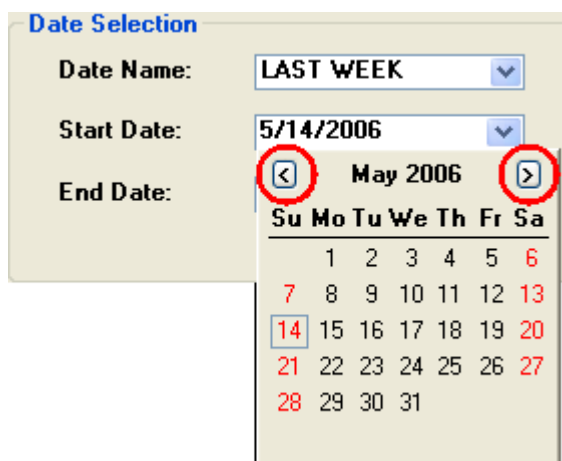 Date Selection
Date Name: LAST WEEK
Start Date: 5/14/2006
< May 2006 >
End Date:
Su Mo Tu We Th Fr Sa
1 2 3 4 5 6
7 8 9 10 11 12 13
14 15 16 17 18 19 20
21 22 23 24 25 26 27
28 29 30 31